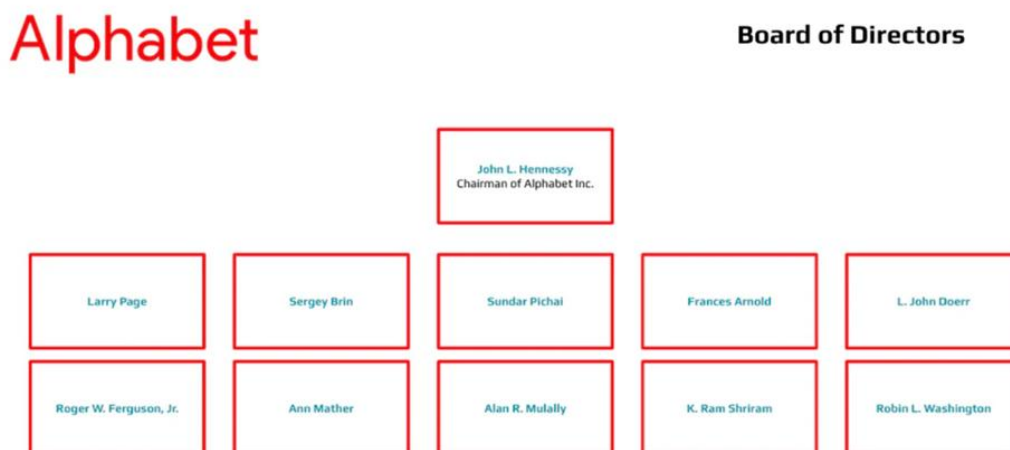 Alphabet
Board of Directors
John L. Hennessy
Chairman of Alphabet Inc.
Larry Page
Sergey Brin
Sundar Pichai
Frances Arnold
L. John Doerr
Roger W. Ferguson, Jr.
Ann Mather
Alan R. Mulally
K. Ram Shriram
Robin L. Washington